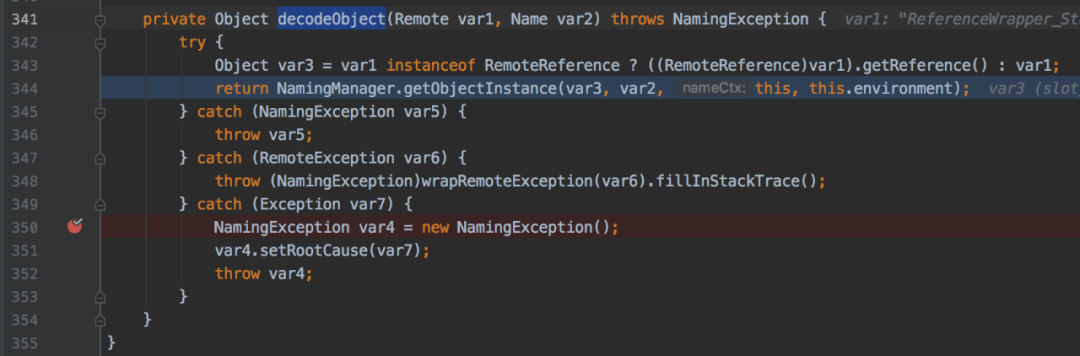 341 private Object decodeObject(Remote var1, Name var2) throws NamingException { var1: "ReferenceWrapper_St
342 try {
343 Object var3 = var1 instanceof RemoteReference ? ((RemoteReference)var1).getReference() : var1;
344 return NamingManager.getObjectInstance(var3, var2, nameCtx: this, this.environment); var3 (slot_
345 } catch (NamingException var5) {
346 throw var5;
347 } catch (RemoteException var6) {
348 throw (NamingException)wrapRemoteException(var6).fillInStackTrace();
349 } catch (Exception var7) {
350 NamingException var4 = new NamingException();
351 var4.setRootCause(var7);
352 throw var4;
353 }
354 }
355 }